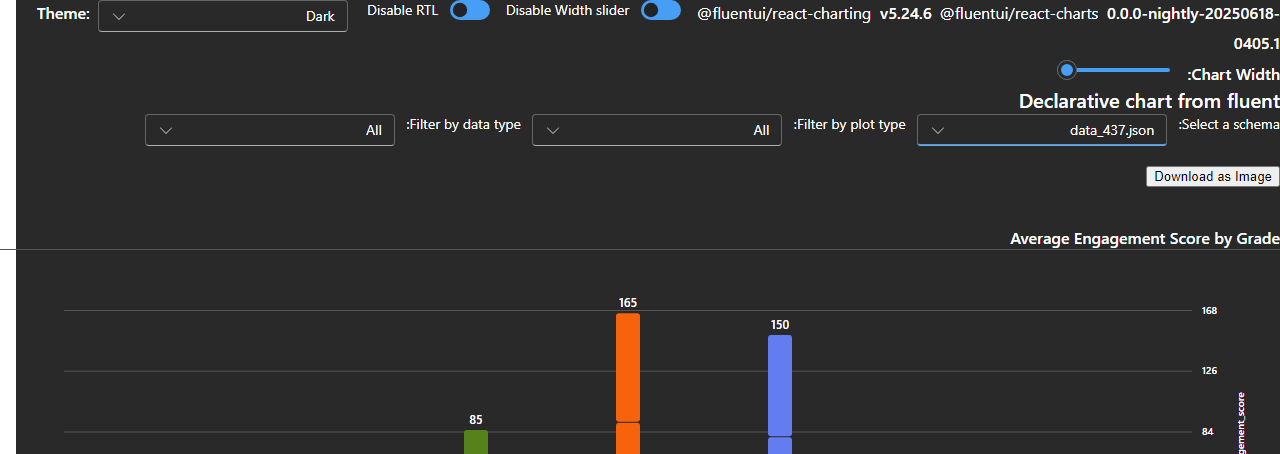 Theme:
Dark
Disable RTL
Disable Width slider
@fluentui/react-charting v5.24.6 @fluentui/react-charts 0.0.0-nightly-20250618-
0405.1
:Chart Width
Declarative chart from fluent
:Select a schema
data_437.json
:Filter by plot type
All
:Filter by data type
All
Download as Image
Average Engagement Score by Grade
165
150
85
168
126
84